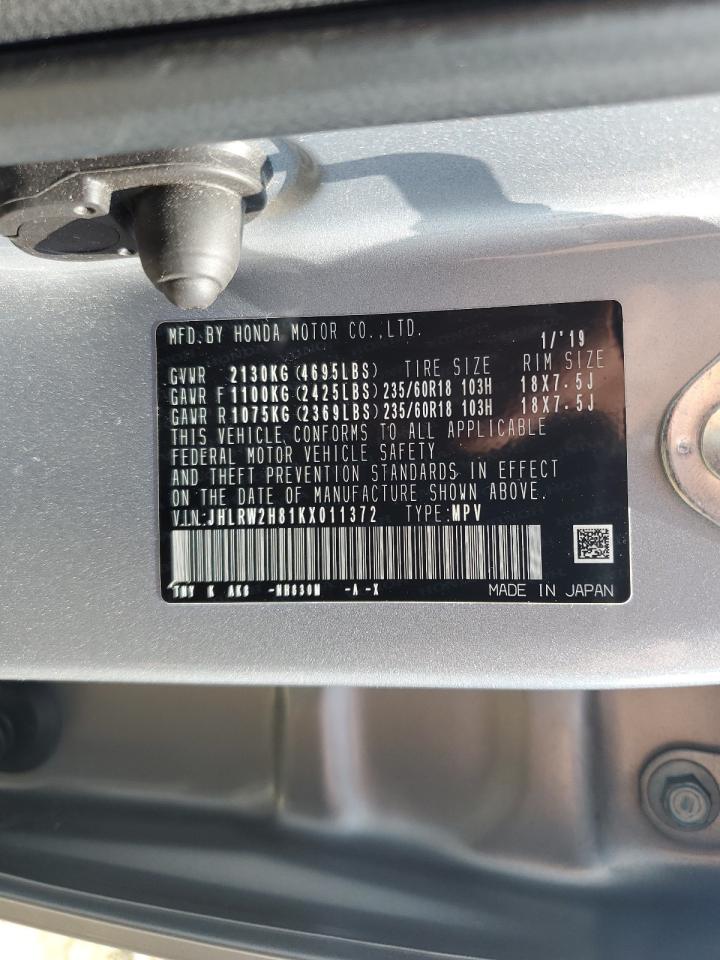 MFD.BY HONDA MOTOR CO.,LTD. 1/'19
GVWR 2130KG(4695LBS) TIRE SIZE RIM SIZE
GAWR F1100KG(2425LBS)235/60R18 103H 18X7.5J
GAWR R1075KG(2369LBS)235/60R18 103H 18X7.5J
THIS VEHICLE CONFORMS TO ALL APPLICABLE
FEDERAL MOTOR VEHICLE SAFETY
AND THEFT PREVENTION STANDARDS IN EFFECT
ON THE DATE OF MANUFACTURE SHOWN ABOVE.
V.I.N:JHLRW2H81KX011372 TYPE:MPV
TNY K AK6 -NH830M -A -X MADE IN JAPAN